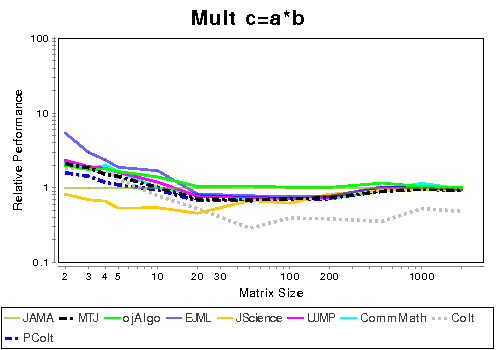 Mult c=a*b
Relative Performance
100
10
1
0.1
2 3 4 5 10 20 30 100 200 1000
Matrix Size
JAMA MTJ ojAlgo EJML JScience UJMP CommMath Colt
PColt